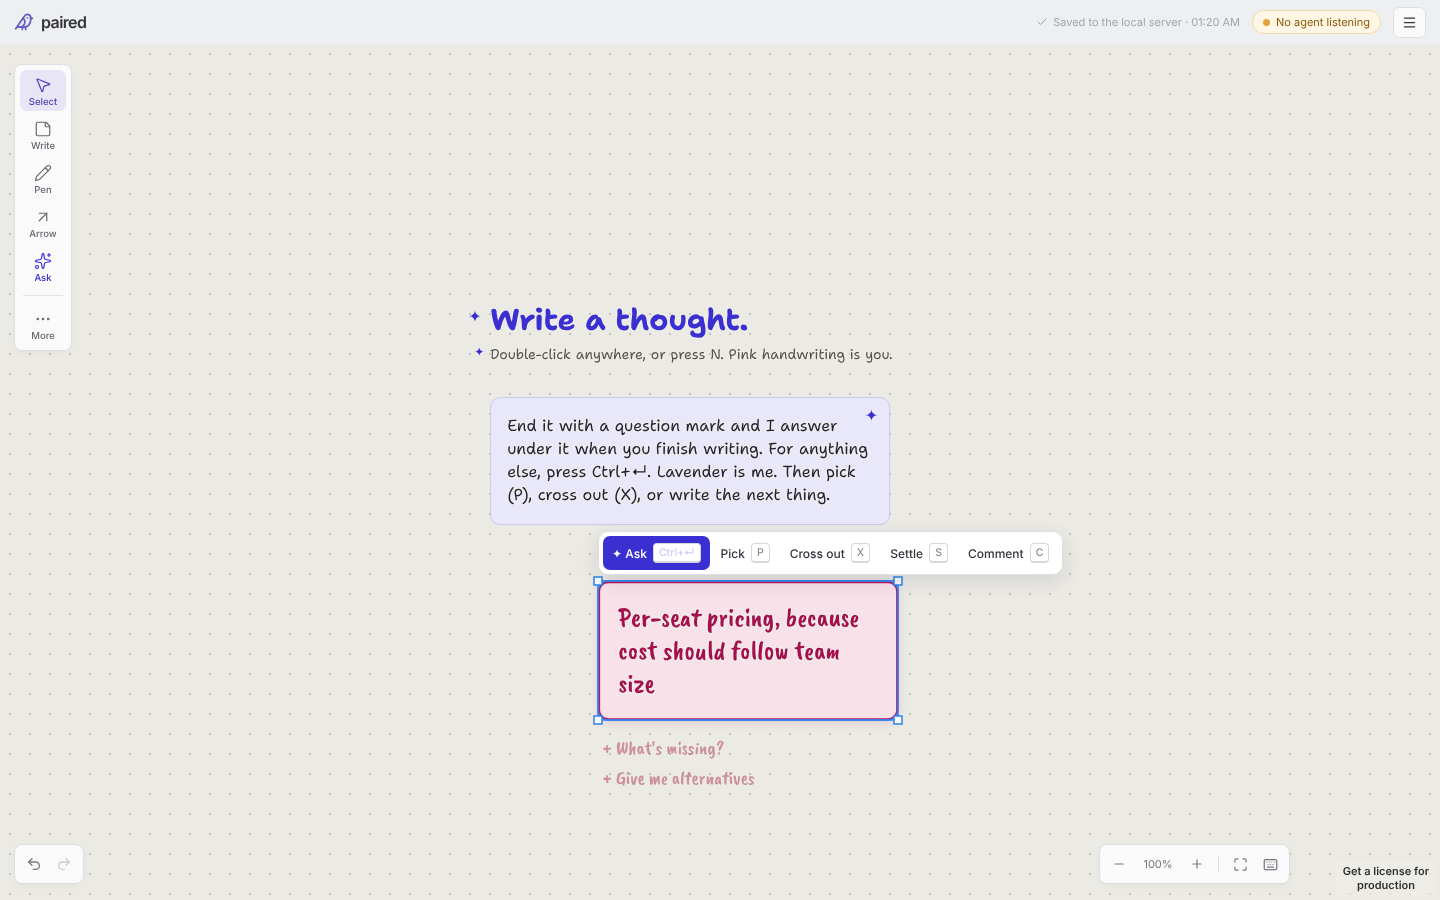 paired
Saved to the local server · 01:20 AM
No agent listening
Select
Write
Pen
Arrow
Ask
More
Write a thought.
Double-click anywhere, or press N. Pink handwriting is you.
End it with a question mark and I answer
under it when you finish writing. For anything
else, press Ctrl+↵. Lavender is me. Then pick
(P), cross out (X), or write the next thing.
Ask Ctrl+↵ Pick P Cross out X Settle S Comment C
Per-seat pricing, because
cost should follow team
size
+ What's missing?
+ Give me alternatives
100%
Get a license for
production